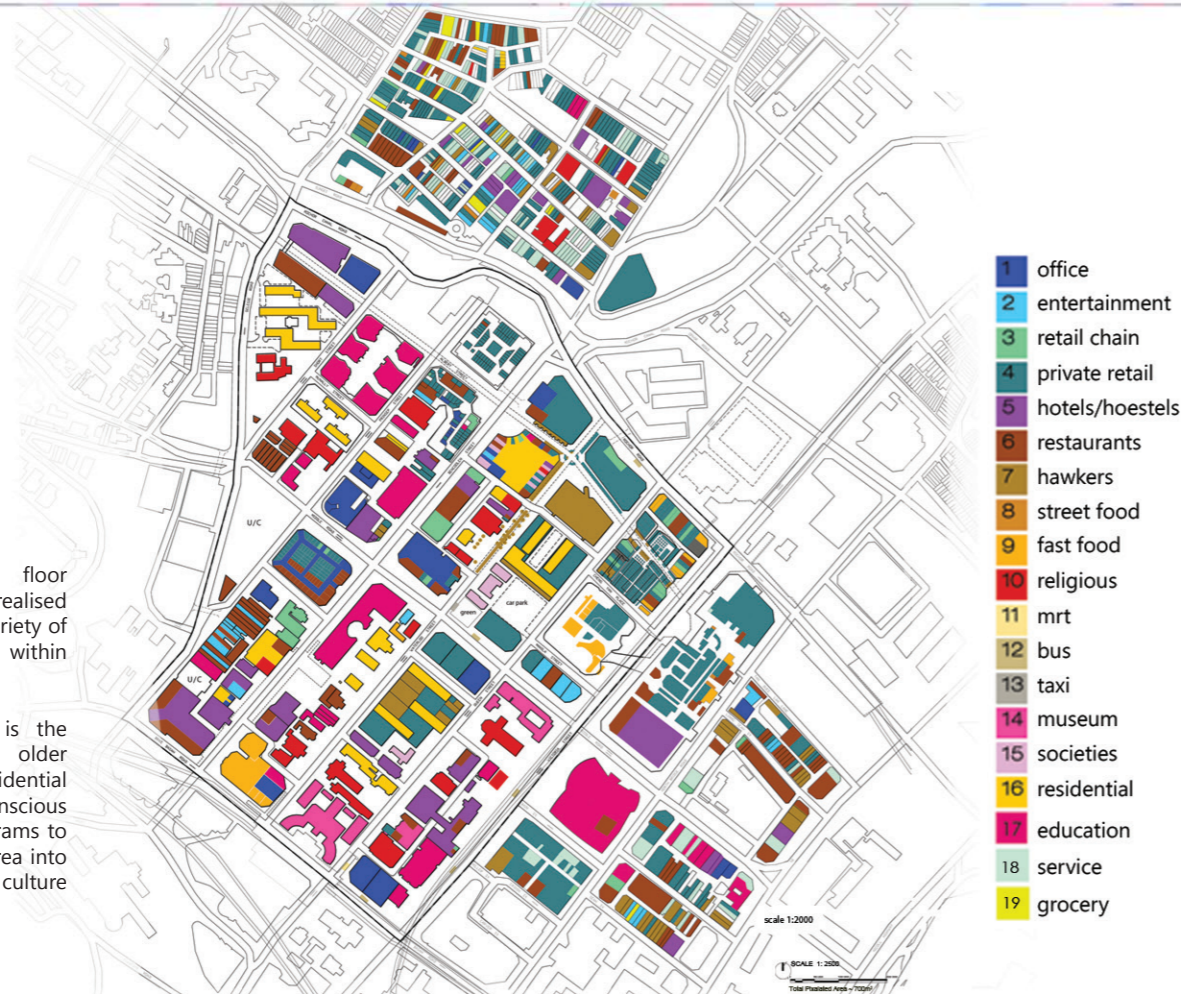 floor
realised
riety of
within
is the
older
idential
nscious
rams to
rea into
culture
U/C
U/C
green
car park
1 office
2 entertainment
3 retail chain
4 private retail
5 hotels/hoestels
6 restaurants
7 hawkers
8 street food
9 fast food
10 religious
11 mrt
12 bus
13 taxi
14 museum
15 societies
16 residential
17 education
18 service
19 grocery
scale 1:2000
SCALE 1: 2500